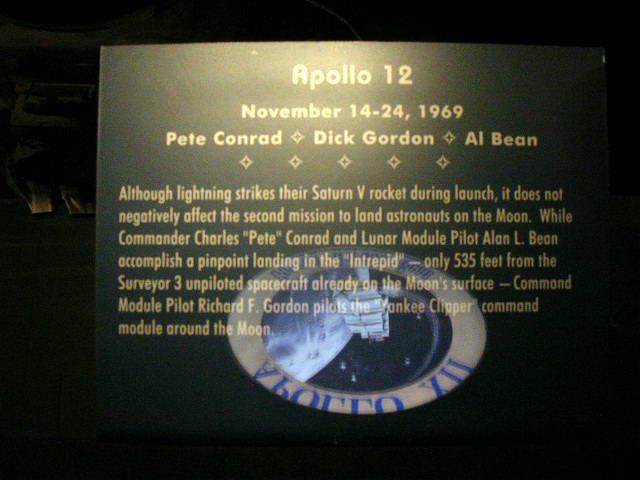 Apollo 12
November 14-24, 1969
Pete Conrad ✧ Dick Gordon ✧ Al Bean
✧ ✧ ✧ ✧ ✧
Although lightning strikes their Saturn V rocket during launch, it does not
negatively affect the second mission to land astronauts on the Moon. While
Commander Charles "Pete" Conrad and Lunar Module Pilot Alan L. Bean
accomplish a pinpoint landing in the "Intrepid" — only 535 feet from the
Surveyor 3 unpiloted spacecraft already on the Moon's surface — Command
Module Pilot Richard F. Gordon pilots the "Yankee Clipper" command
module around the Moon.
APOLLO XII